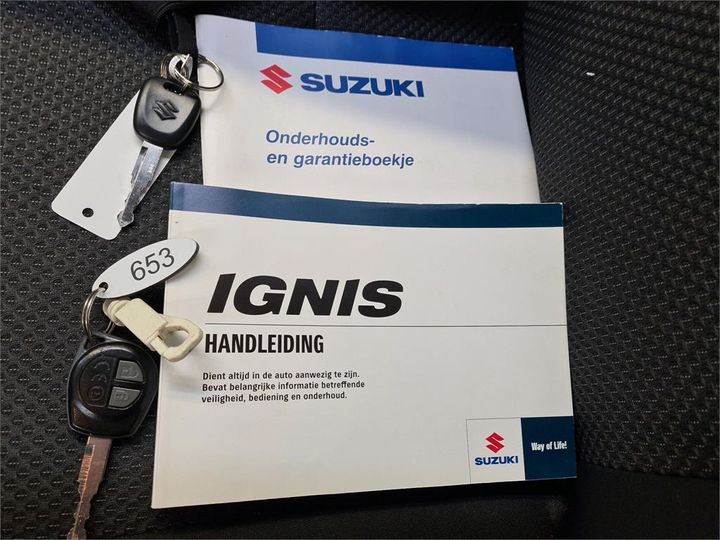 SUZUKI
Onderhouds-
en garantieboekje
653
IGNIS
HANDLEIDING
Dient altijd in de auto aanwezig te zijn.
Bevat belangrijke informatie betreffende
veiligheid, bediening en onderhoud.
SUZUKI
Way of Life!